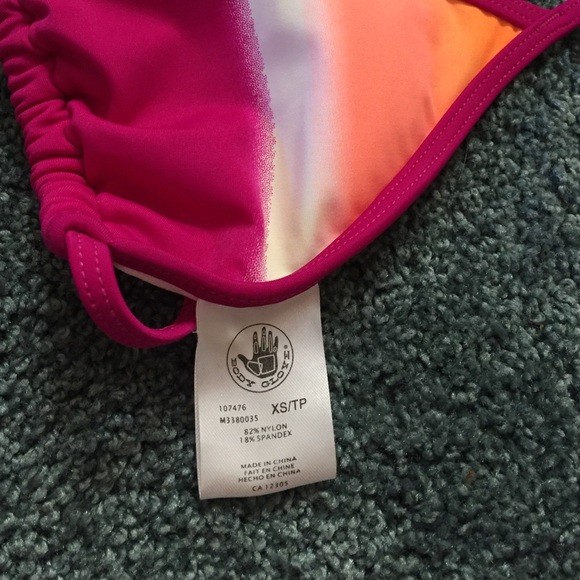 BODY GLOVE®
107476
M3380035
XS/TP
82% NYLON
18% SPANDEX
MADE IN CHINA
FAIT EN CHINE
HECHO EN CHINA
CA 12305